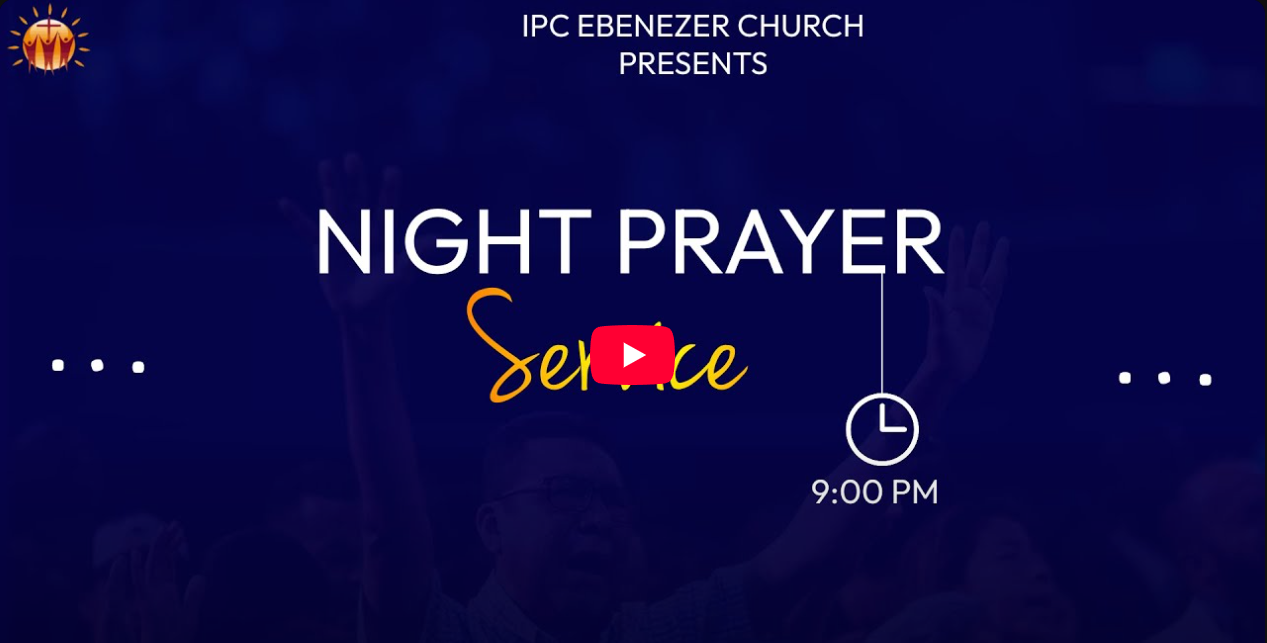 IPC EBENEZER CHURCH
PRESENTS
NIGHT PRAYER
Service
9:00 PM